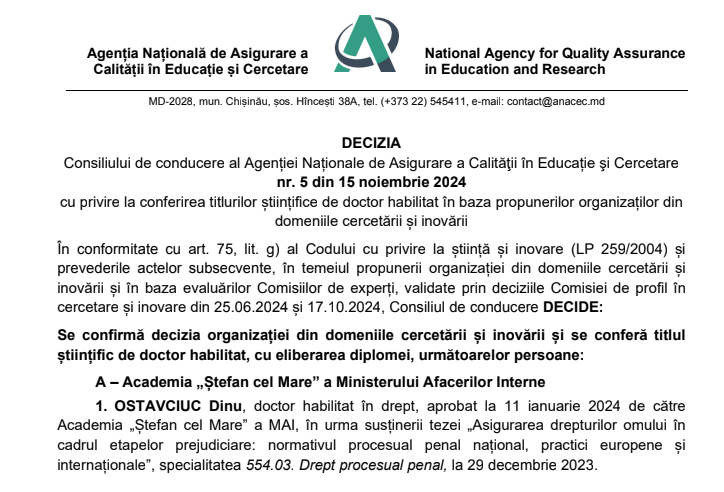 Agenția Națională de Asigurare a
Calității în Educație și Cercetare
National Agency for Quality Assurance
in Education and Research
MD-2028, mun. Chișinău, șos. Hîncești 38A, tel. (+373 22) 545411, e-mail: contact@anacec.md
DECIZIA
Consiliului de conducere al Agenției Naționale de Asigurare a Calităţii în Educație şi Cercetare
nr. 5 din 15 noiembrie 2024
cu privire la conferirea titlurilor științifice de doctor habilitat în baza propunerilor organizaților din
domeniile cercetării și inovării
În conformitate cu art. 75, lit. g) al Codului cu privire la știință și inovare (LP 259/2004) și
prevederile actelor subsecvente, în temeiul propunerii organizației din domeniile cercetării și
inovării și în baza evaluărilor Comisiilor de experți, validate prin deciziile Comisiei de profil în
cercetare și inovare din 25.06.2024 și 17.10.2024, Consiliul de conducere DECIDE:
Se confirmă decizia organizației din domeniile cercetării și inovării și se conferă titlul
științific de doctor habilitat, cu eliberarea diplomei, următoarelor persoane:
A – Academia „Ștefan cel Mare” a Ministerului Afacerilor Interne
1. OSTAVCIUC Dinu, doctor habilitat în drept, aprobat la 11 ianuarie 2024 de către
Academia „Ștefan cel Mare” a MAI, în urma susținerii tezei „Asigurarea drepturilor omului în
cadrul etapelor prejudiciare: normativul procesual penal național, practici europene și
internaționale”, specialitatea 554.03. Drept procesual penal, la 29 decembrie 2023.